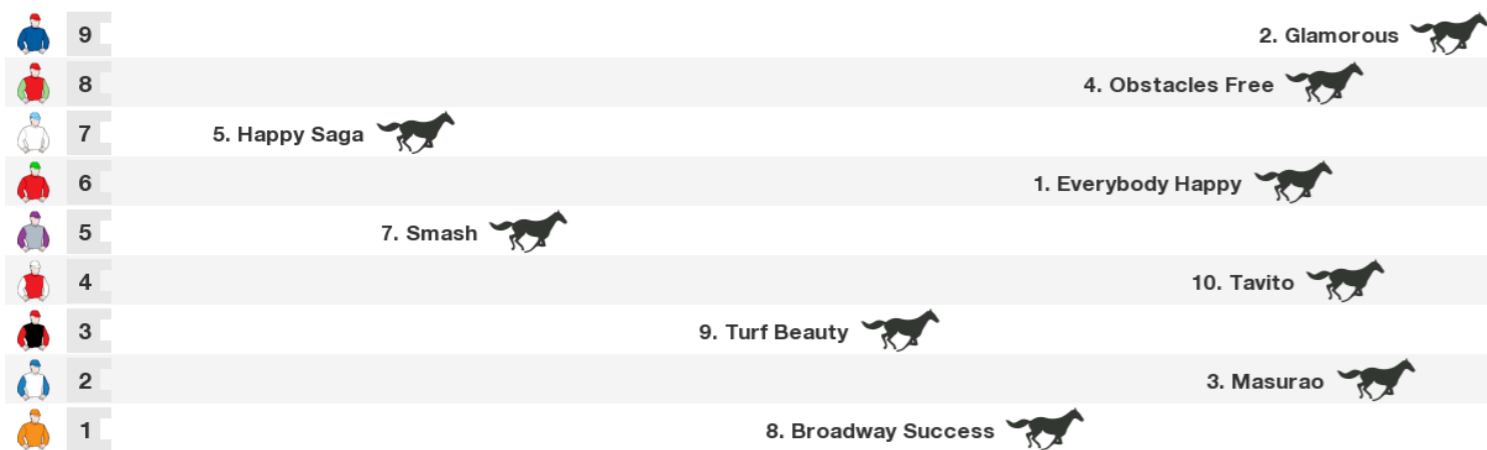 9 2. Glamorous
8 4. Obstacles Free
7 5. Happy Saga
6 1. Everybody Happy
5 7. Smash
4 10. Tavito
3 9. Turf Beauty
2 3. Masurao
1 8. Broadway Success